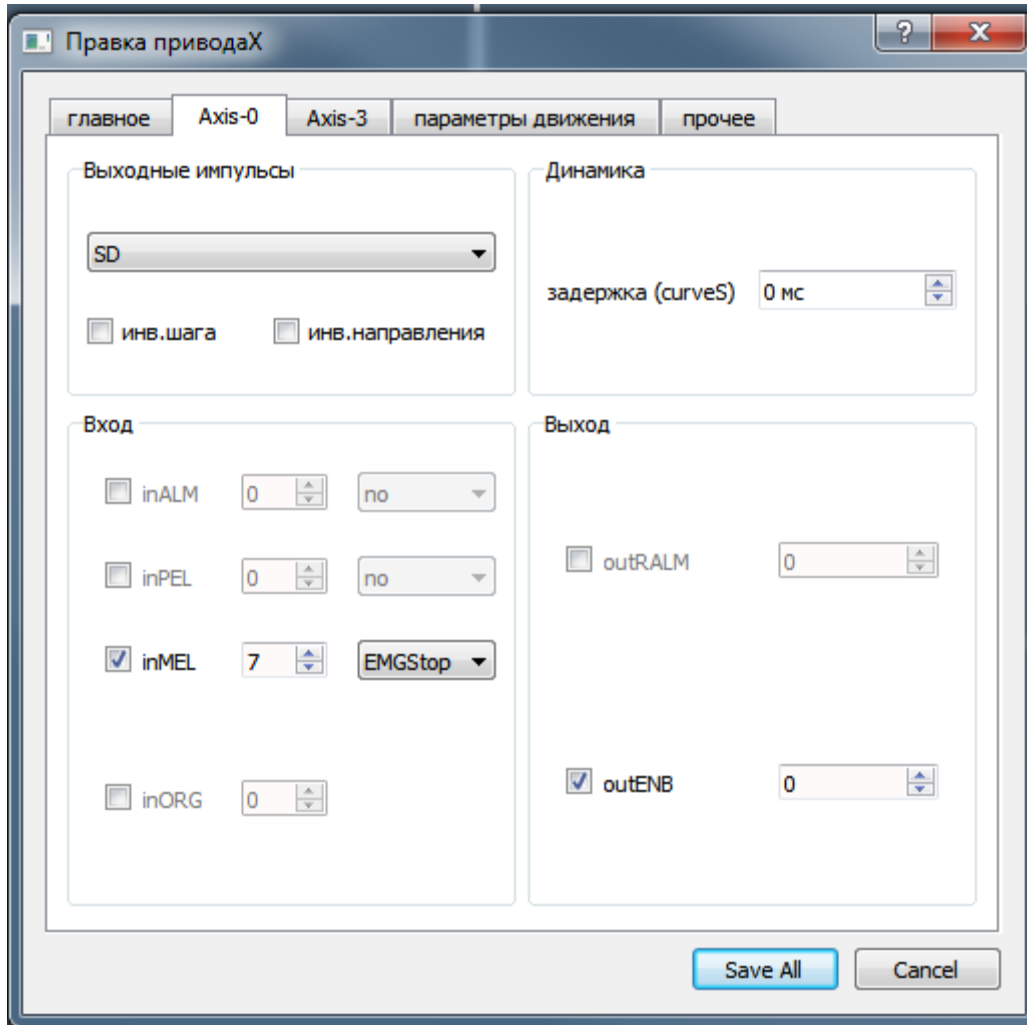 Правка приводаX
?
главное Axis-0 Axis-3 параметры движения прочее
Выходные импульсы
SD
инв.шага инв.направления
Динамика
задержка (curveS) 0 мс
Вход
inALM 0 no
inPEL 0 no
inMEL 7 EMGStop
inORG 0
Выход
outRALM 0
outENB 0
Save All Cancel